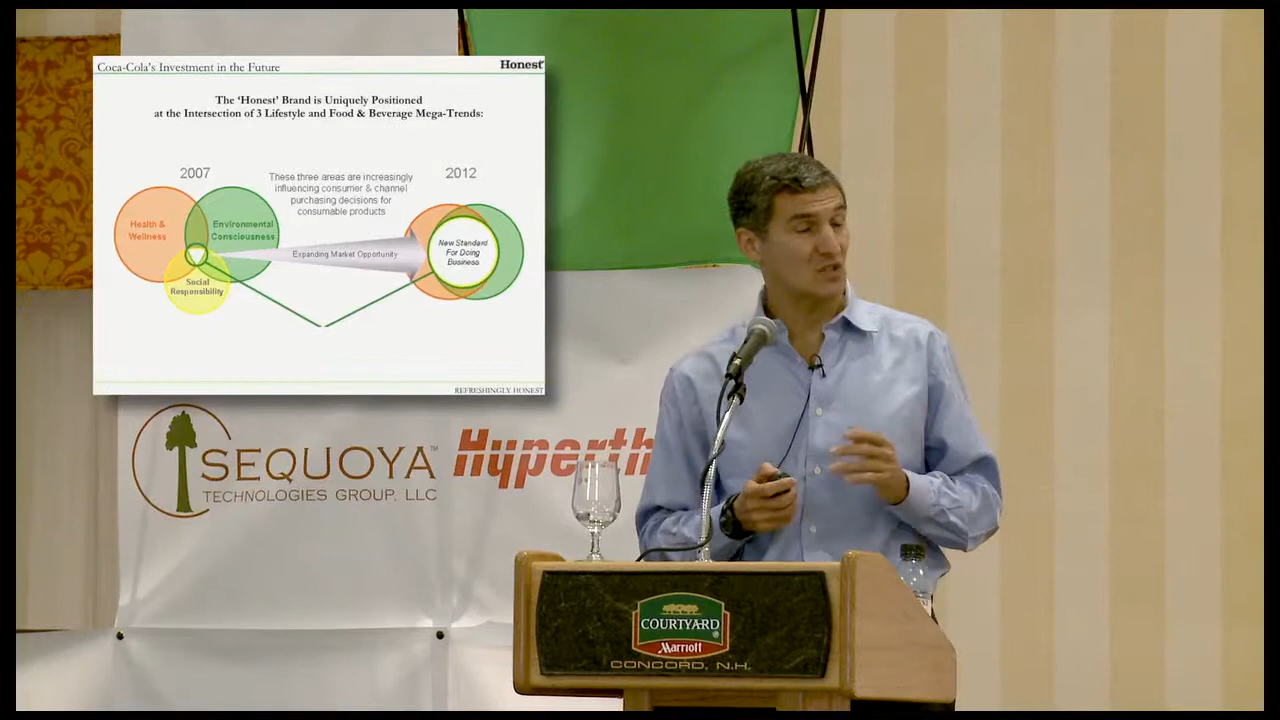 Coca-Cola's Investment in the Future
Honest
The 'Honest' Brand is Uniquely Positioned
at the Intersection of 3 Lifestyle and Food & Beverage Mega-Trends:
2007
These three areas are increasingly
influencing consumer & channel
purchasing decisions for
consumable products
2012
Health &
Wellness
Environmental
Consciousness
Social
Responsibility
Expanding Market Opportunity
New Standard
For Doing
Business
REFRESHINGLY HONEST
SEQUOYA™
TECHNOLOGIES GROUP, LLC
Hyperth
COURTYARD®
Marriott
CONCORD, N.H.